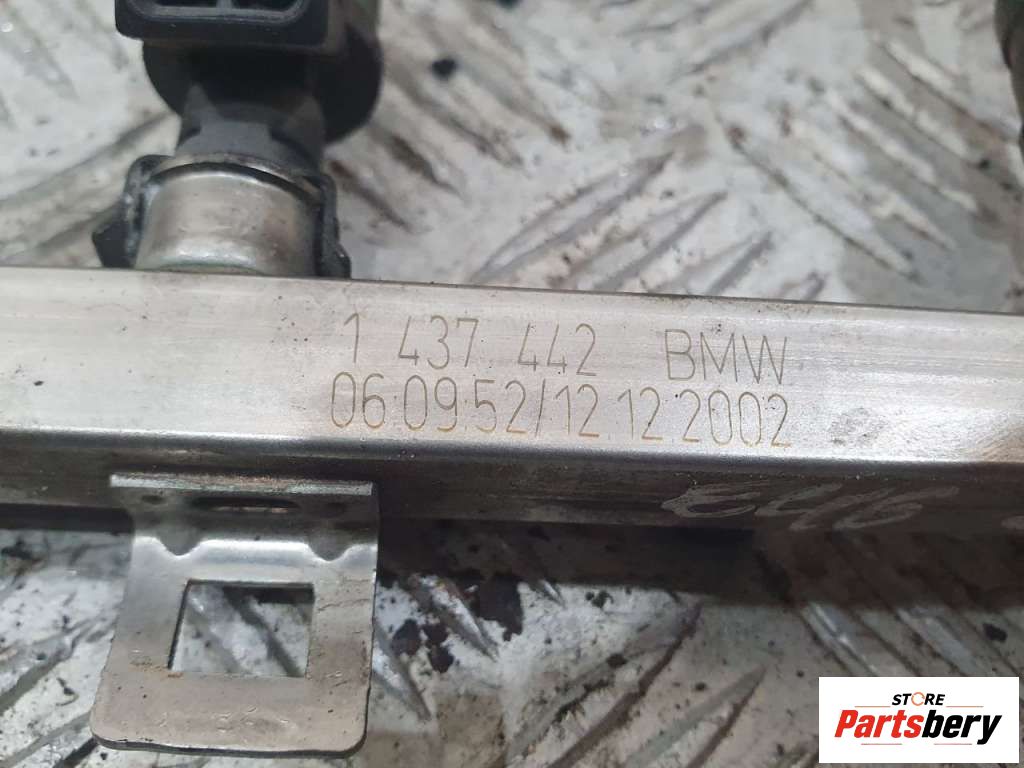 1 437 442 BMW
06:09:52/12.12.2002
E46
STORE
Partsbery